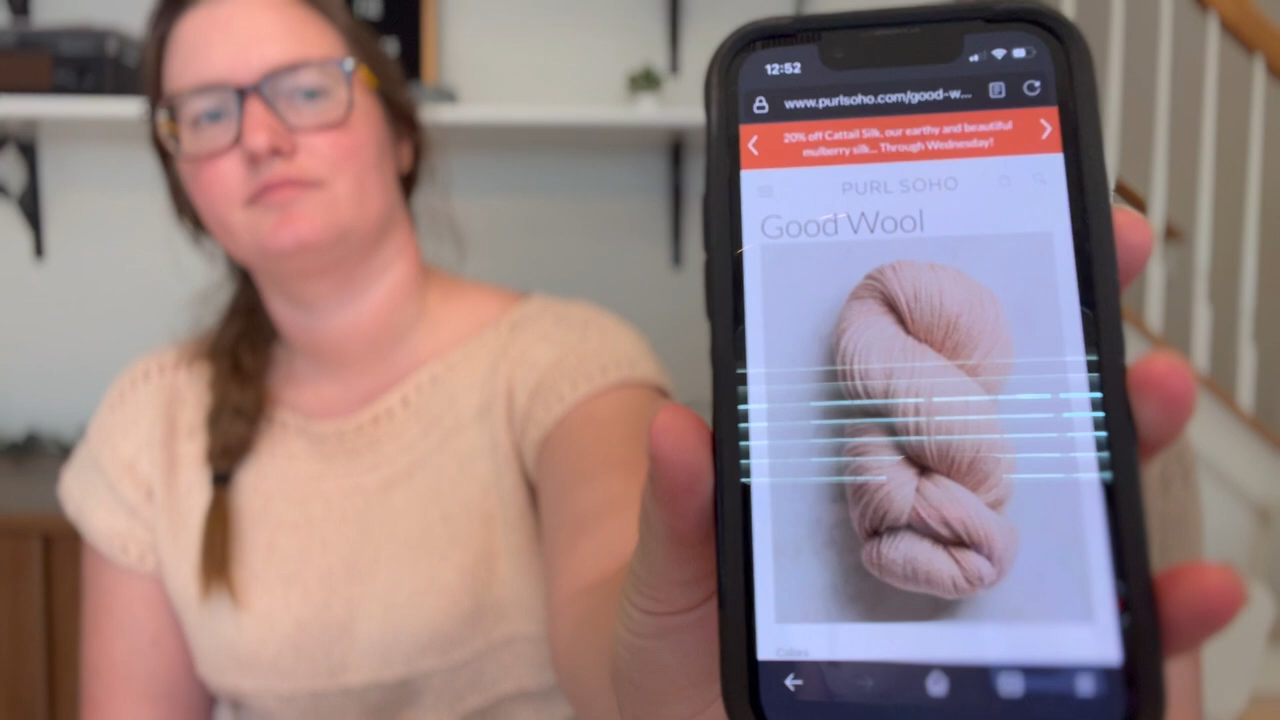 12:52
www.purlsoho.com/good-w...
20% off Cattail Silk, our earthy and beautiful
mulberry silk... Through Wednesday!
PURL SOHO
Good Wool